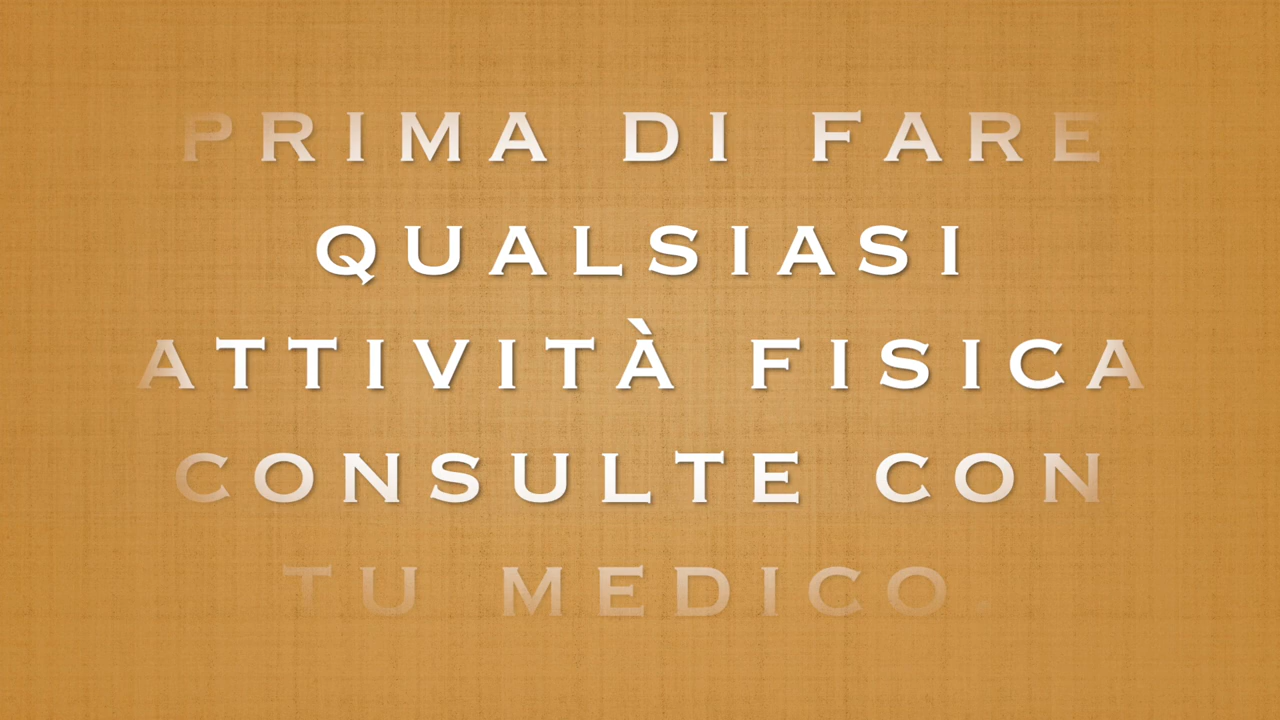 PRIMA DI FARE
QUALSIASI
ATTIVITÀ FISICA
CONSULTE CON
TU MEDICO.